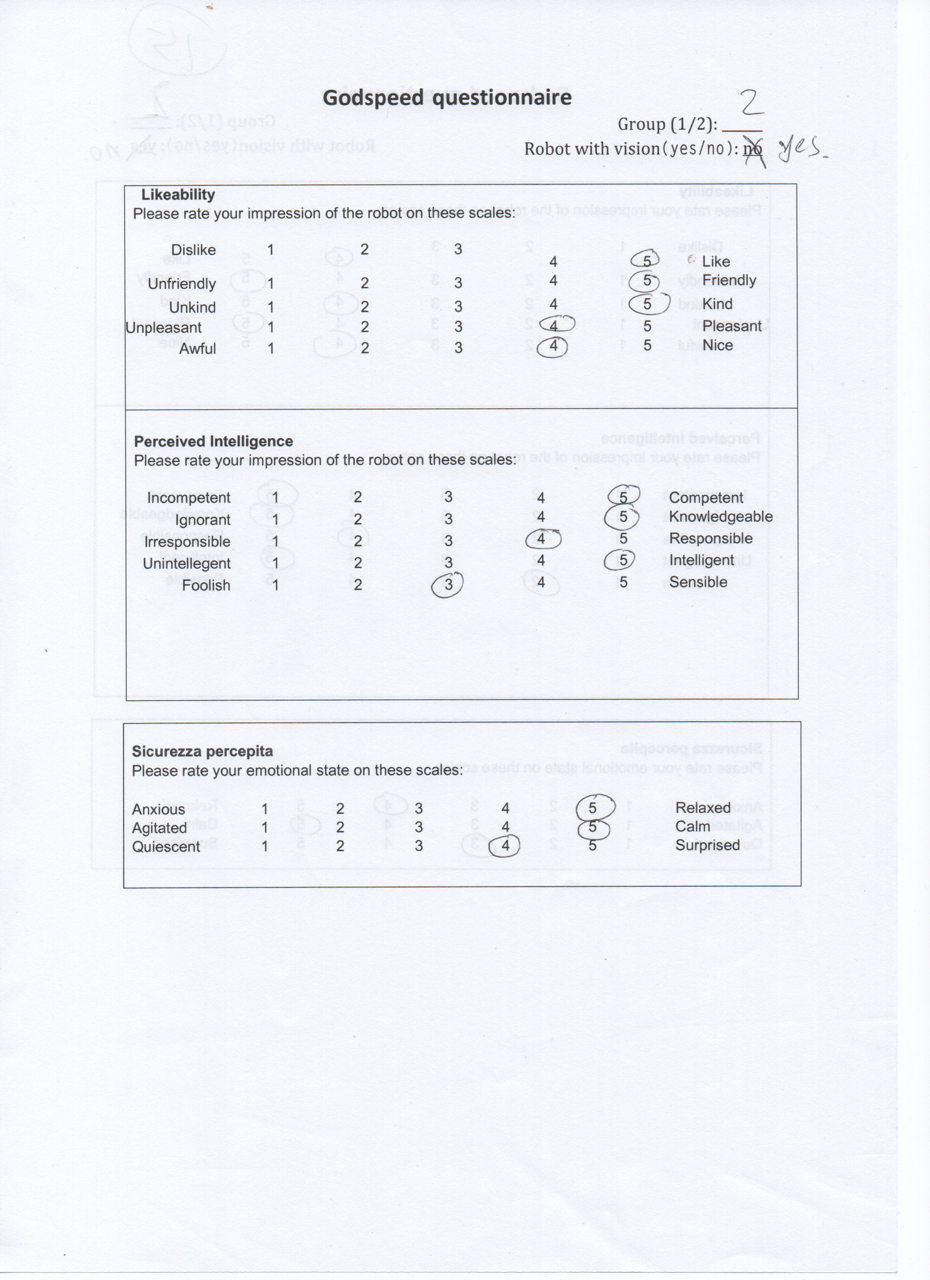 Godspeed questionnaire
Group (1/2): 2
Robot with vision(yes/no): no yes.
Likeability
Please rate your impression of the robot on these scales:
Dislike 1 2 3 4 5 Like
Unfriendly 1 2 3 4 5 Friendly
Unkind 1 2 3 4 5 Kind
Unpleasant 1 2 3 4 5 Pleasant
Awful 1 2 3 4 5 Nice
Perceived Intelligence
Please rate your impression of the robot on these scales:
Incompetent 1 2 3 4 5 Competent
Ignorant 1 2 3 4 5 Knowledgeable
Irresponsible 1 2 3 4 5 Responsible
Unintellegent 1 2 3 4 5 Intelligent
Foolish 1 2 3 4 5 Sensible
Sicurezza percepita
Please rate your emotional state on these scales:
Anxious 1 2 3 4 5 Relaxed
Agitated 1 2 3 4 5 Calm
Quiescent 1 2 3 4 5 Surprised